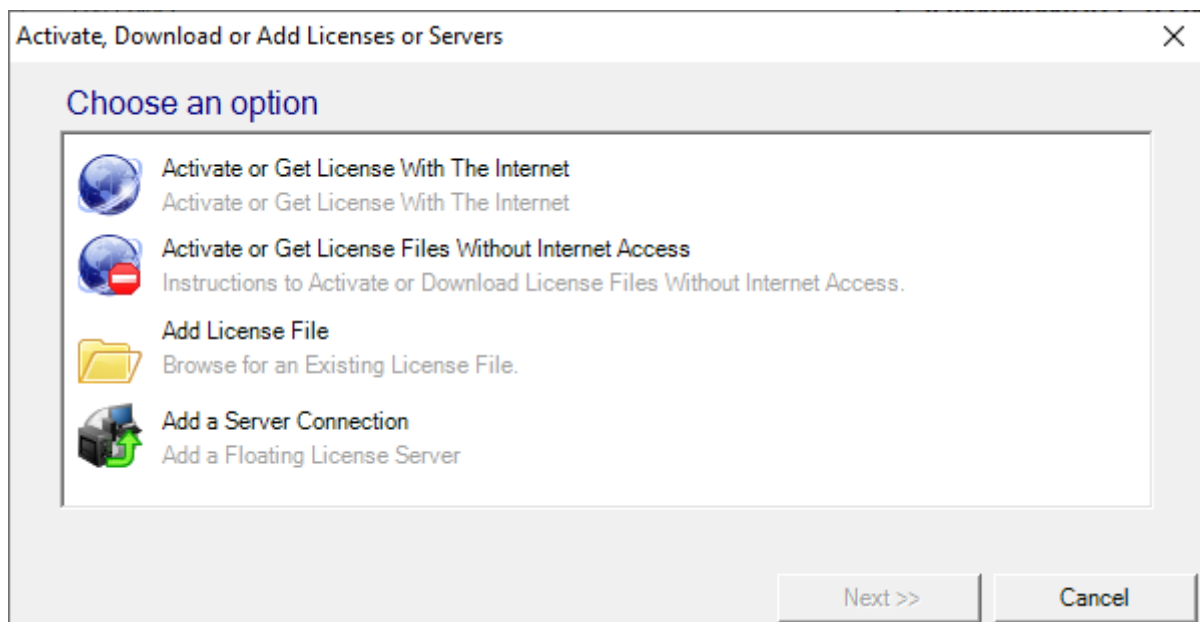 Activate, Download or Add Licenses or Servers
Choose an option
Activate or Get License With The Internet
Activate or Get License With The Internet
Activate or Get License Files Without Internet Access
Instructions to Activate or Download License Files Without Internet Access.
Add License File
Browse for an Existing License File.
Add a Server Connection
Add a Floating License Server
Next >>
Cancel